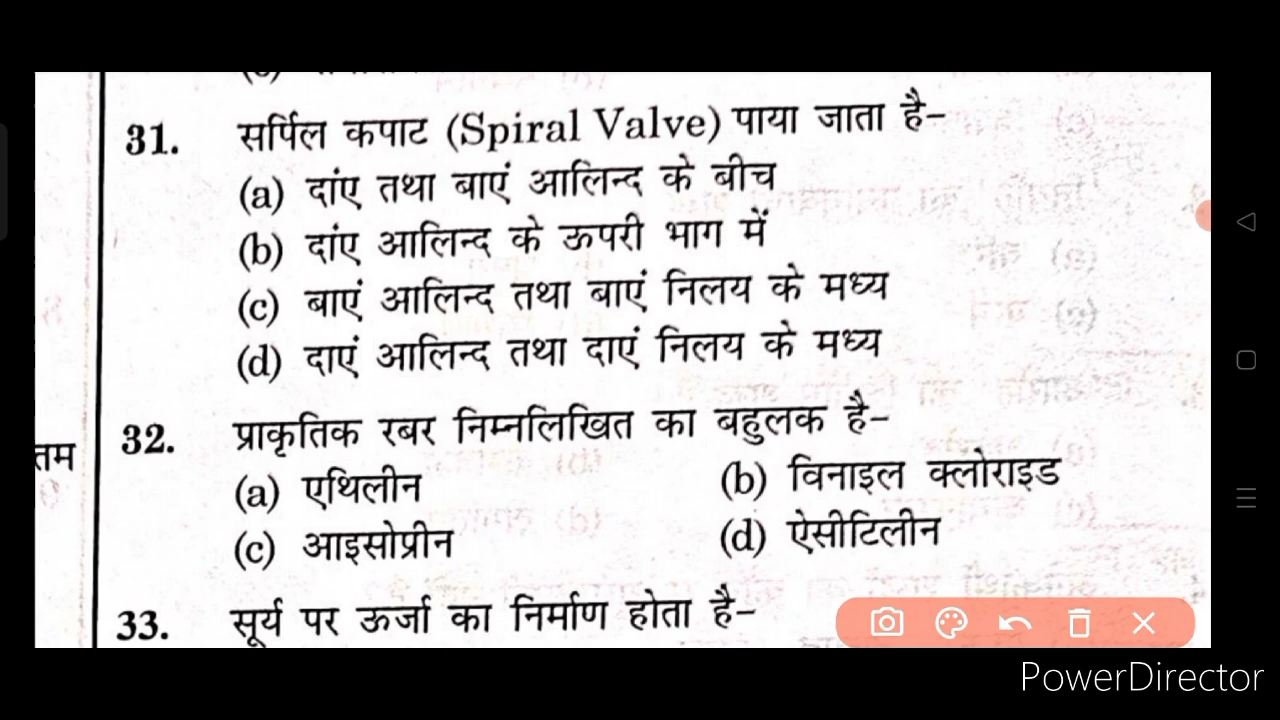 31. सर्पिल कपाट (Spiral Valve) पाया जाता है-
(a) दांए तथा बाएं आलिन्द के बीच
(b) दांए आलिन्द के ऊपरी भाग में
(c) बाएं आलिन्द तथा बाएं निलय के मध्य
(d) दाएं आलिन्द तथा दाएं निलय के मध्य
तम
32. प्राकृतिक रबर निम्नलिखित का बहुलक है-
(a) एथिलीन (b) विनाइल क्लोराइड
(c) आइसोप्रीन (d) ऐसीटिलीन
33. सूर्य पर ऊर्जा का निर्माण होता है-
PowerDirector